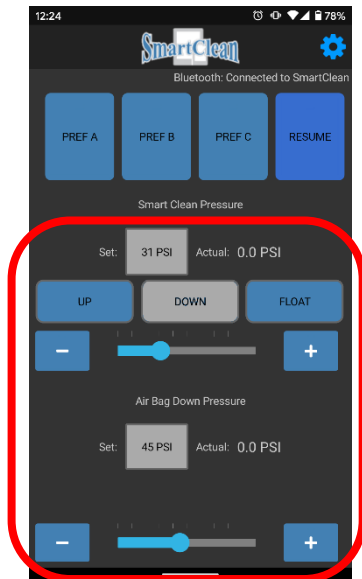 12:24 78%
SmartClean
Bluetooth: Connected to SmartClean
PREF A PREF B PREF C RESUME
Smart Clean Pressure
Set: 31 PSI Actual: 0.0 PSI
UP DOWN FLOAT
− +
Air Bag Down Pressure
Set: 45 PSI Actual: 0.0 PSI
− +